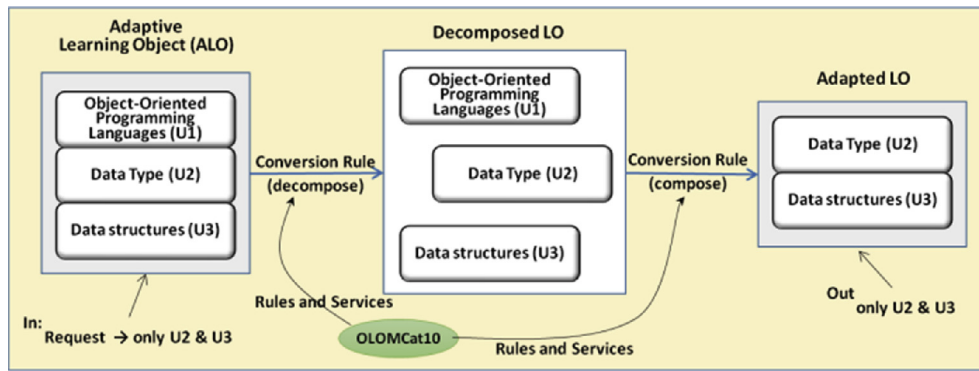 Adaptive
Learning Object (ALO)
Object-Oriented
Programming
Languages (U1)
Data Type (U2)
Data structures (U3)
In:
Request → only U2 & U3
Conversion Rule
(decompose)
Rules and Services
OLOMCat10
Decomposed LO
Object-Oriented
Programming
Languages (U1)
Data Type (U2)
Data structures (U3)
Conversion Rule
(compose)
Rules and Services
Adapted LO
Data Type (U2)
Data structures (U3)
Out
only U2 & U3